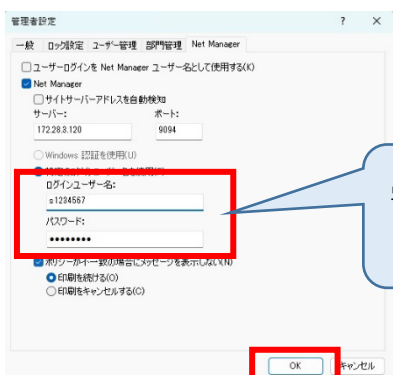 管理者設定 ? ×
一般 ログ設定 ユーザー管理 部門管理 Net Manager
ユーザーログインを Net Manager ユーザー名として使用する(K)
Net Manager
サイトサーバーアドレスを自動検知
サーバー: ポート:
172.28.3.120 9094
Windows 認証を使用(U)
ログインユーザー名:
s1234567
パスワード:
••••••••
ポリシーが不一致の場合にメッセージを表示しない(N)
印刷を続ける(O)
印刷をキャンセルする(C)
OK キャンセル